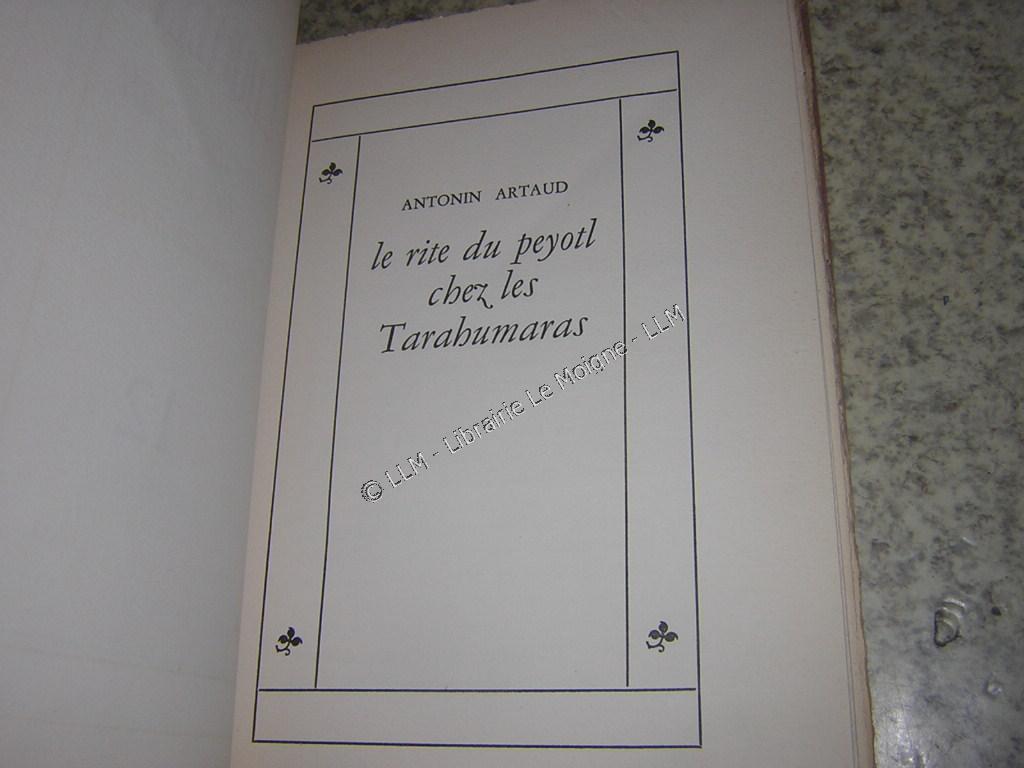 ANTONIN ARTAUD
le rite du peyotl
chez les
Tarahumaras
© LLM - Librairie Le Moigne - LLM